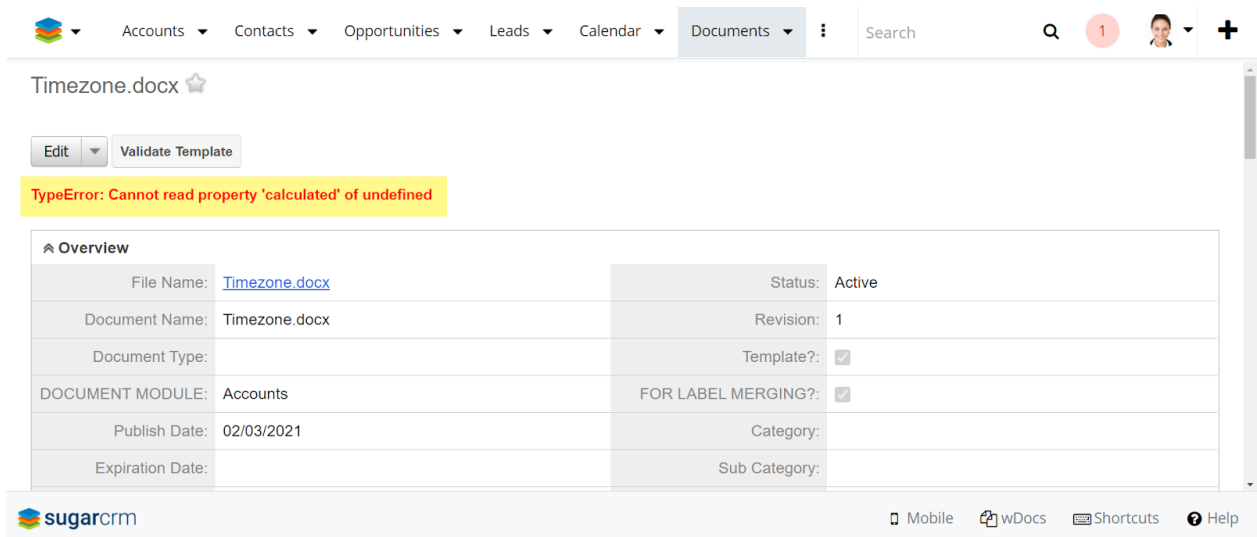 Accounts Contacts Opportunities Leads Calendar Documents Search 1
Timezone.docx
Edit Validate Template
TypeError: Cannot read property 'calculated' of undefined
Overview
File Name: Timezone.docx Status: Active
Document Name: Timezone.docx Revision: 1
Document Type: Template?:
DOCUMENT MODULE: Accounts FOR LABEL MERGING?:
Publish Date: 02/03/2021 Category:
Expiration Date: Sub Category:
sugarcrm Mobile wDocs Shortcuts Help